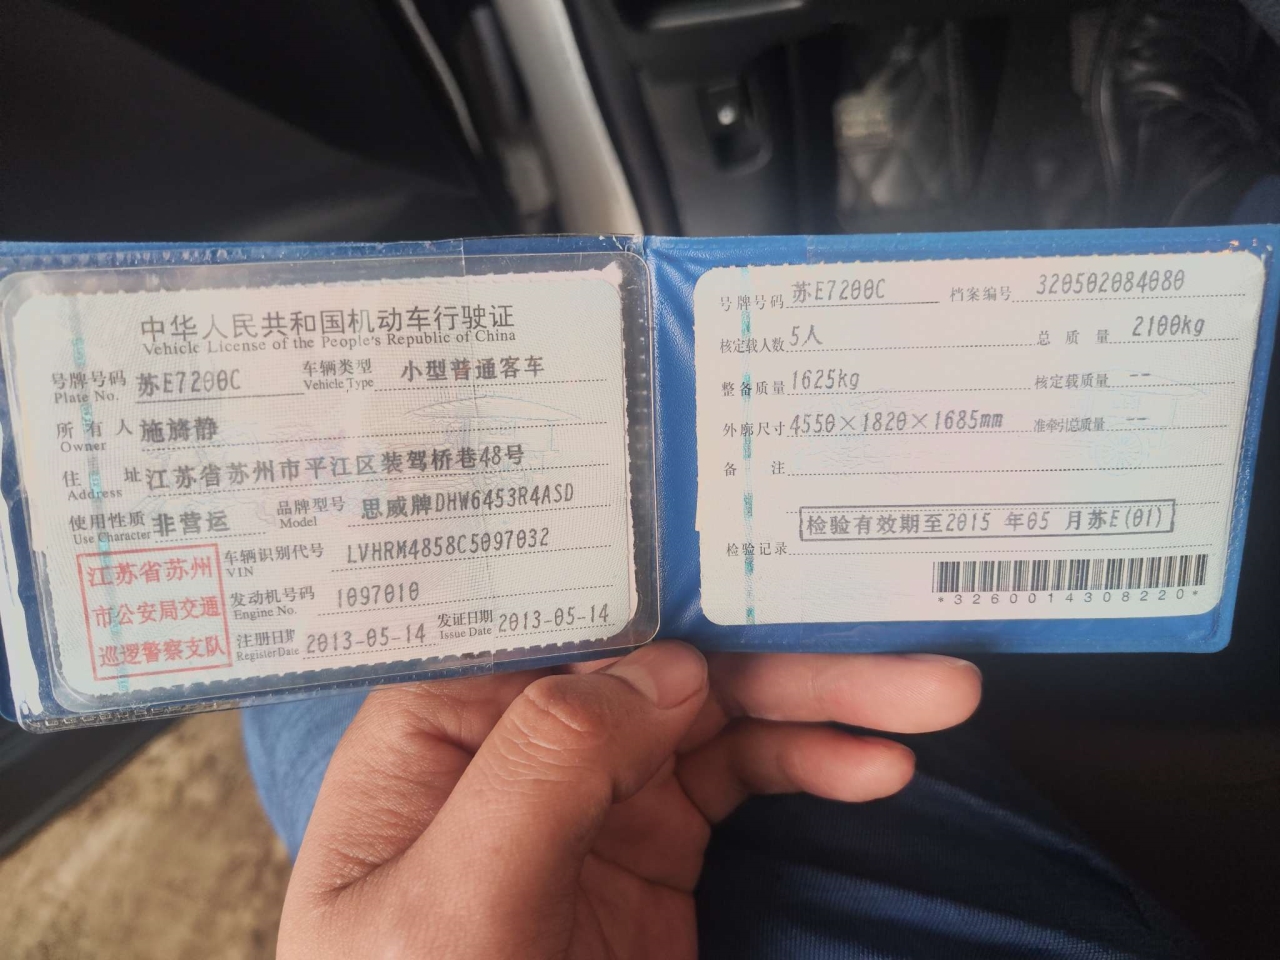 中华人民共和国机动车行驶证
Vehicle License of the People's Republic of China
号牌号码 苏E7200C 车辆类型 小型普通客车
Plate No. Vehicle Type
所有人 施旖静
Owner
住址 江苏省苏州市平江区装驾桥巷48号
Address
使用性质 非营运 品牌型号 思威牌DHW6453R4ASD
Use Character Model
江苏省苏州
市公安局交通
巡逻警察支队
车辆识别代号 LVHRM4858C5097032
VIN
发动机号码 1097010
Engine No.
注册日期 2013-05-14 发证日期 2013-05-14
Register Date Issue Date
号牌号码 苏E7200C 档案编号 320502084080
核定载人数 5人 总质量 2100kg
整备质量 1625kg 核定载质量 --
外廓尺寸 4550×1820×1685mm 准牵引总质量 --
备注
检验有效期至2015 年05 月苏E(01)
检验记录
*3260014308220*